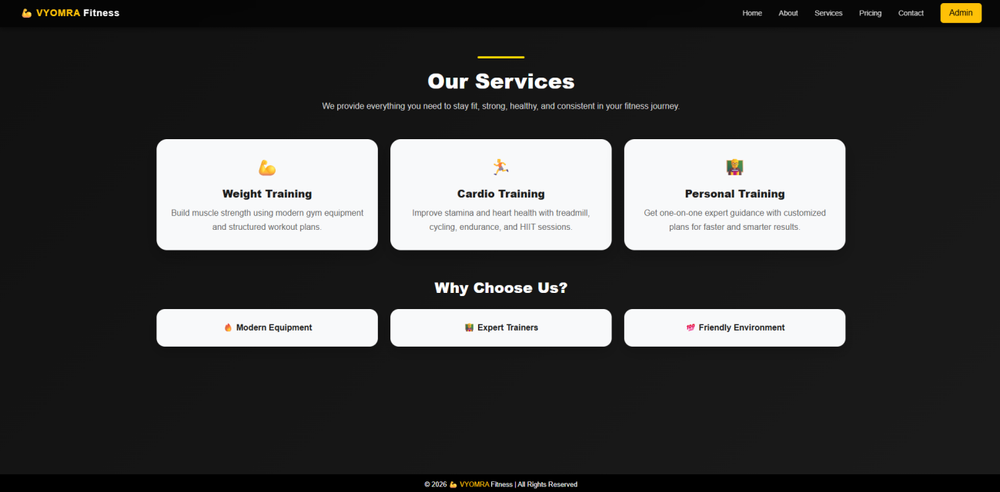 💪 VYOMRA Fitness
Home About Services Pricing Contact Admin
Our Services
We provide everything you need to stay fit, strong, healthy, and consistent in your fitness journey.
Weight Training
Build muscle strength using modern gym equipment
and structured workout plans.
Cardio Training
Improve stamina and heart health with treadmill,
cycling, endurance, and HIIT sessions.
Personal Training
Get one-on-one expert guidance with customized
plans for faster and smarter results.
Why Choose Us?
🔥 Modern Equipment
👨‍🏫 Expert Trainers
💯 Friendly Environment
© 2026 💪 VYOMRA Fitness | All Rights Reserved